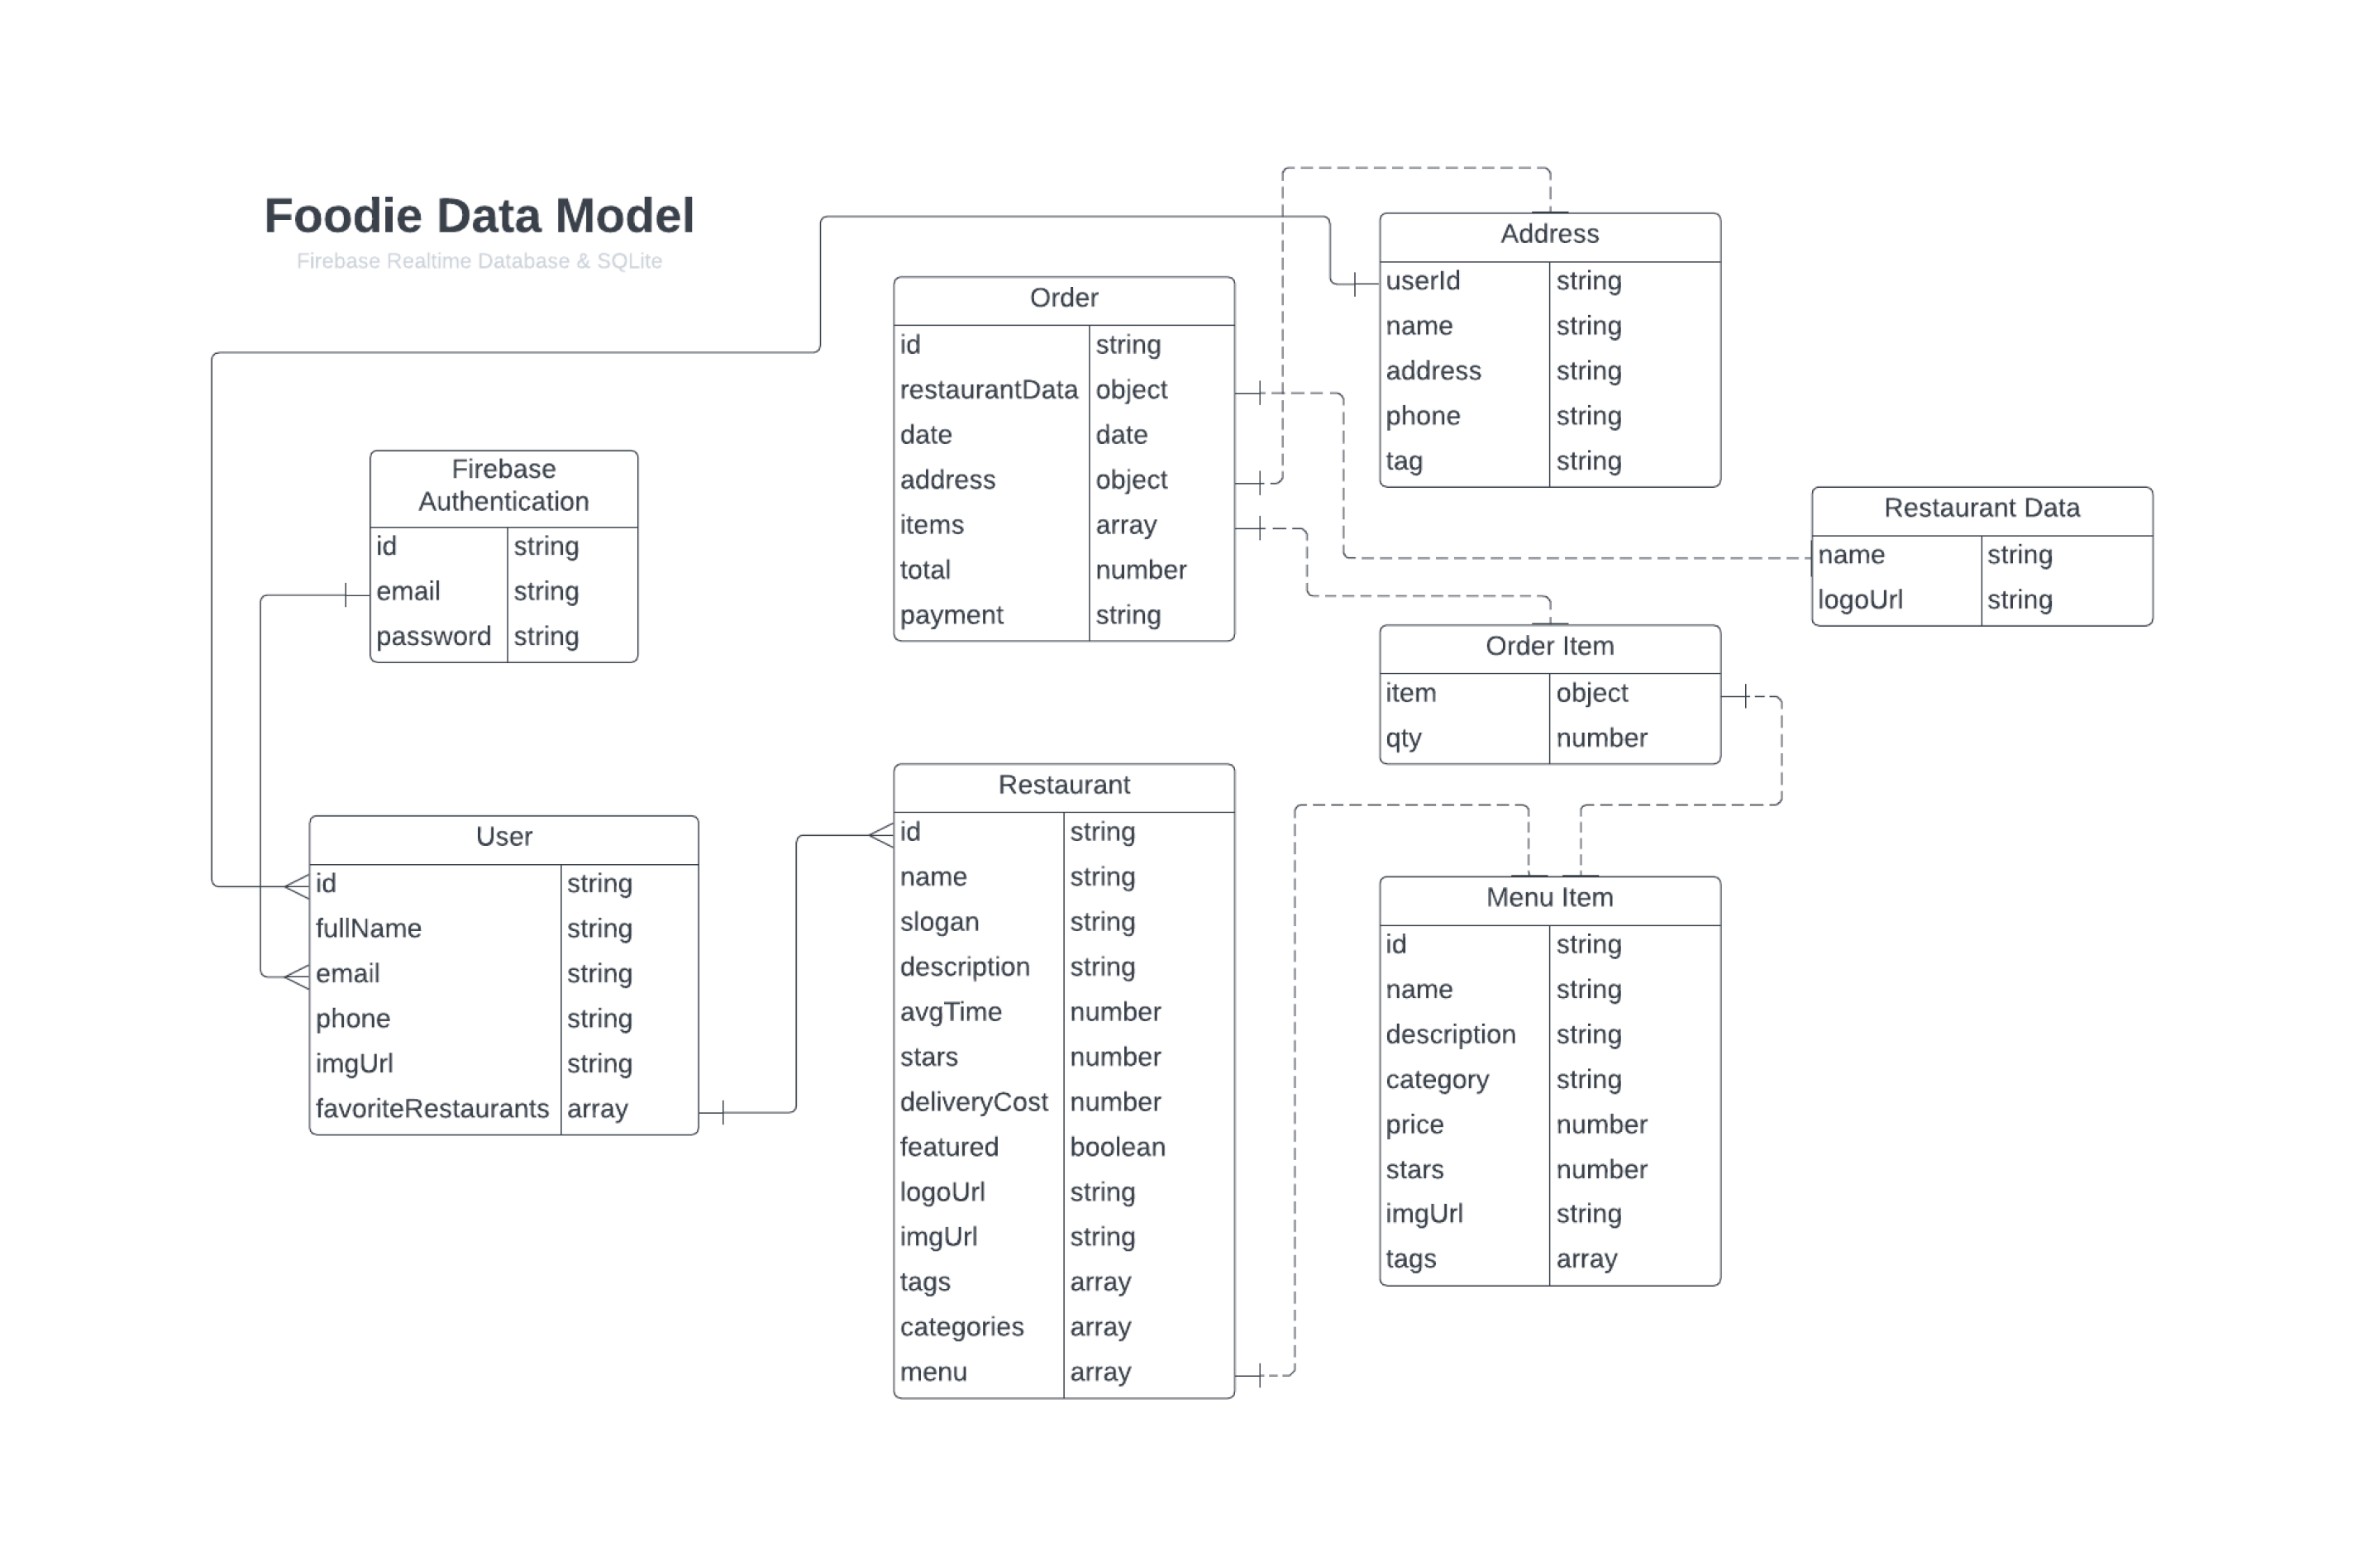 Foodie Data Model
Firebase Realtime Database & SQLite
Firebase
Authentication
id string
email string
password string
User
id string
fullName string
email string
phone string
imgUrl string
favoriteRestaurants array
Order
id string
restaurantData object
date date
address object
items array
total number
payment string
Restaurant
id string
name string
slogan string
description string
avgTime number
stars number
deliveryCost number
featured boolean
logoUrl string
imgUrl string
tags array
categories array
menu array
Address
userId string
name string
address string
phone string
tag string
Order Item
item object
qty number
Menu Item
id string
name string
description string
category string
price number
stars number
imgUrl string
tags array
Restaurant Data
name string
logoUrl string